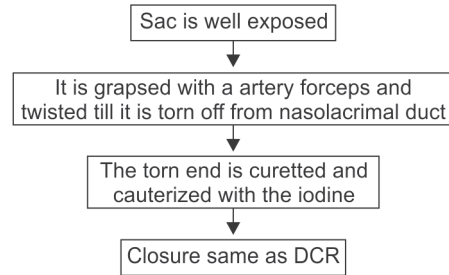 Sac is well exposed
It is grapsed with a artery forceps and
twisted till it is torn off from nasolacrimal duct
The torn end is curetted and
cauterized with the iodine
Closure same as DCR